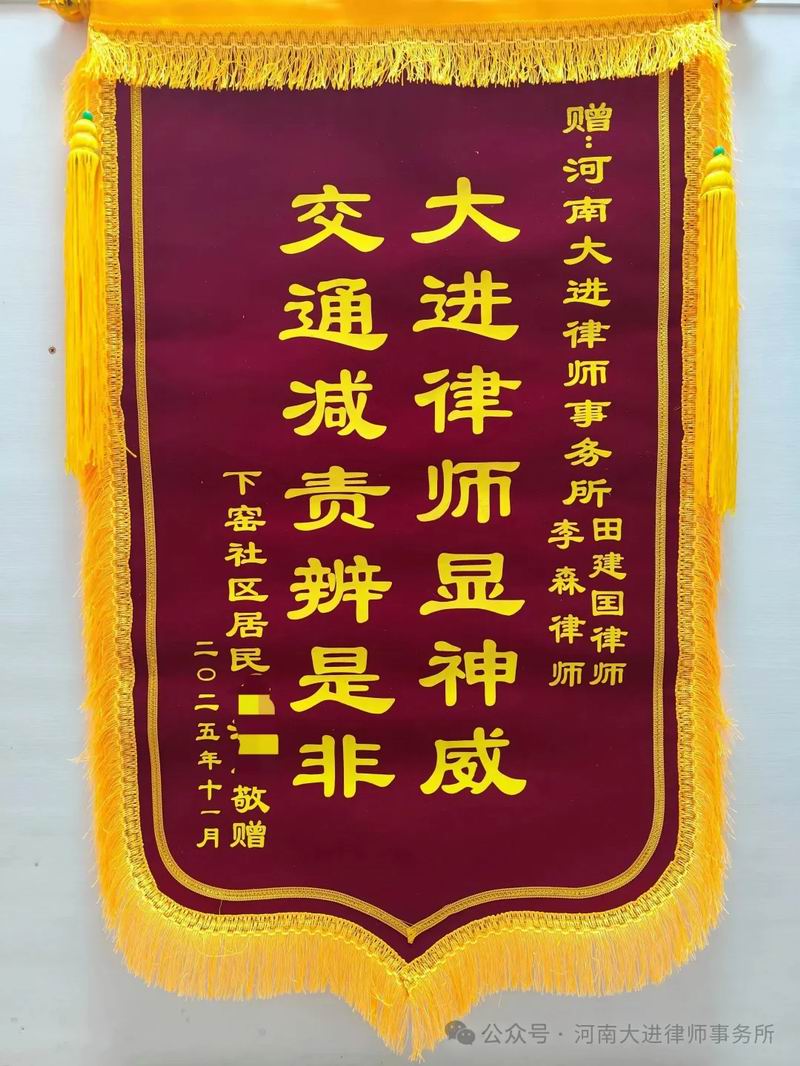 赠:河南大进律师事务所
田建国律师
李森律师
大进律师显神威
交通减责辨是非
下窑社区居民
敬赠
二〇二五年十一月
公众号·河南大进律师事务所